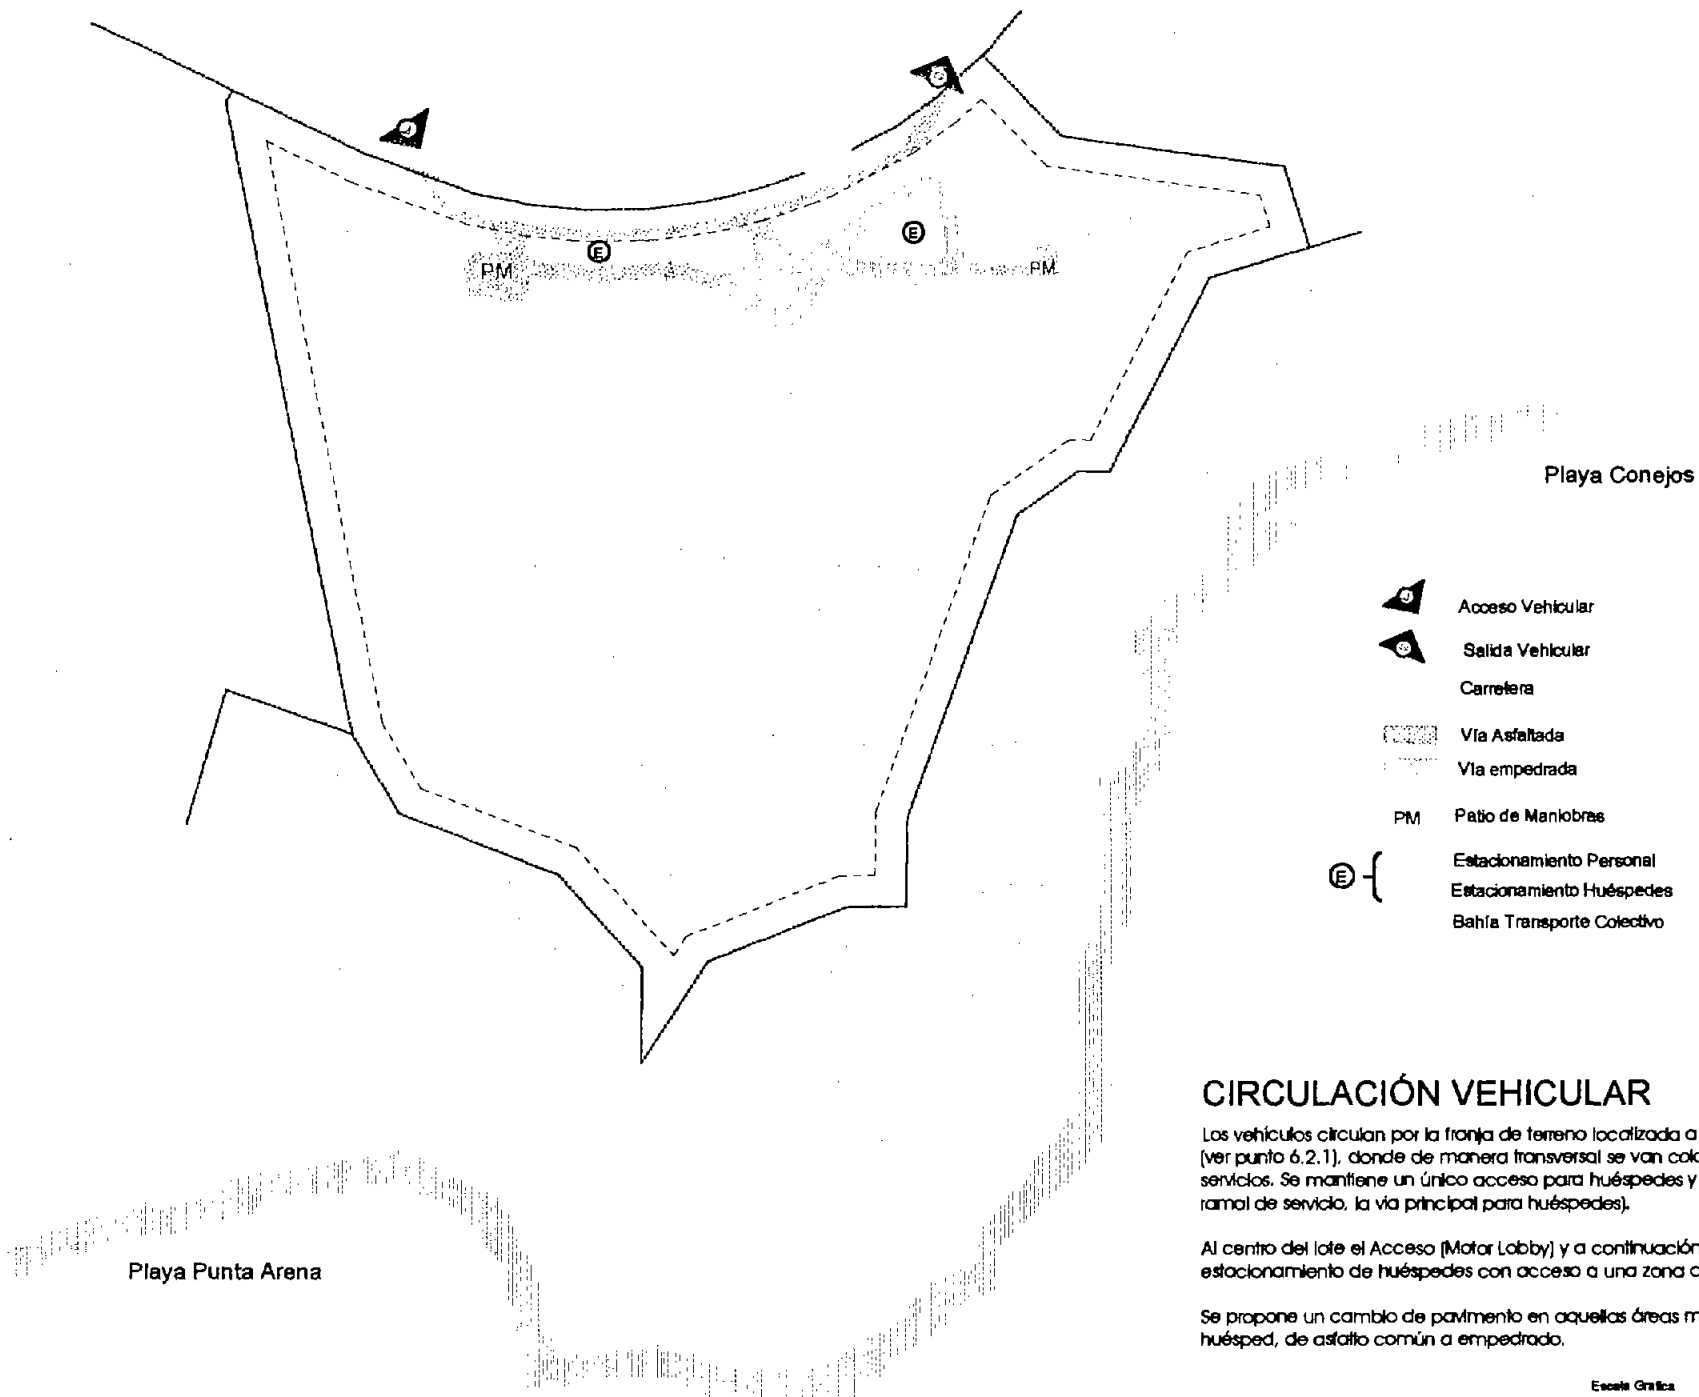 PM
E
E
PM
Playa Conejos
Acceso Vehicular
Salida Vehicular
Carretera
Vía Asfaltada
Vía empedrada
PM Patio de Maniobras
E
Estacionamiento Personal
Estacionamiento Huéspedes
Bahía Transporte Colectivo
CIRCULACIÓN VEHICULAR
Los vehículos circulan por la franja de terreno localizada a
(ver punto 6.2.1), donde de manera transversal se van
servicios. Se mantiene un único acceso para huéspedes y
ramal de servicio, la vía principal para huéspedes).
Al centro del lote el Acceso (Motor Lobby) y a continuación
estacionamiento de huéspedes con acceso a una zona
Se propone un cambio de pavimento en aquellas áreas
huésped, de asfalto común a empedrado.
Playa Punta Arena
Escala Grafica